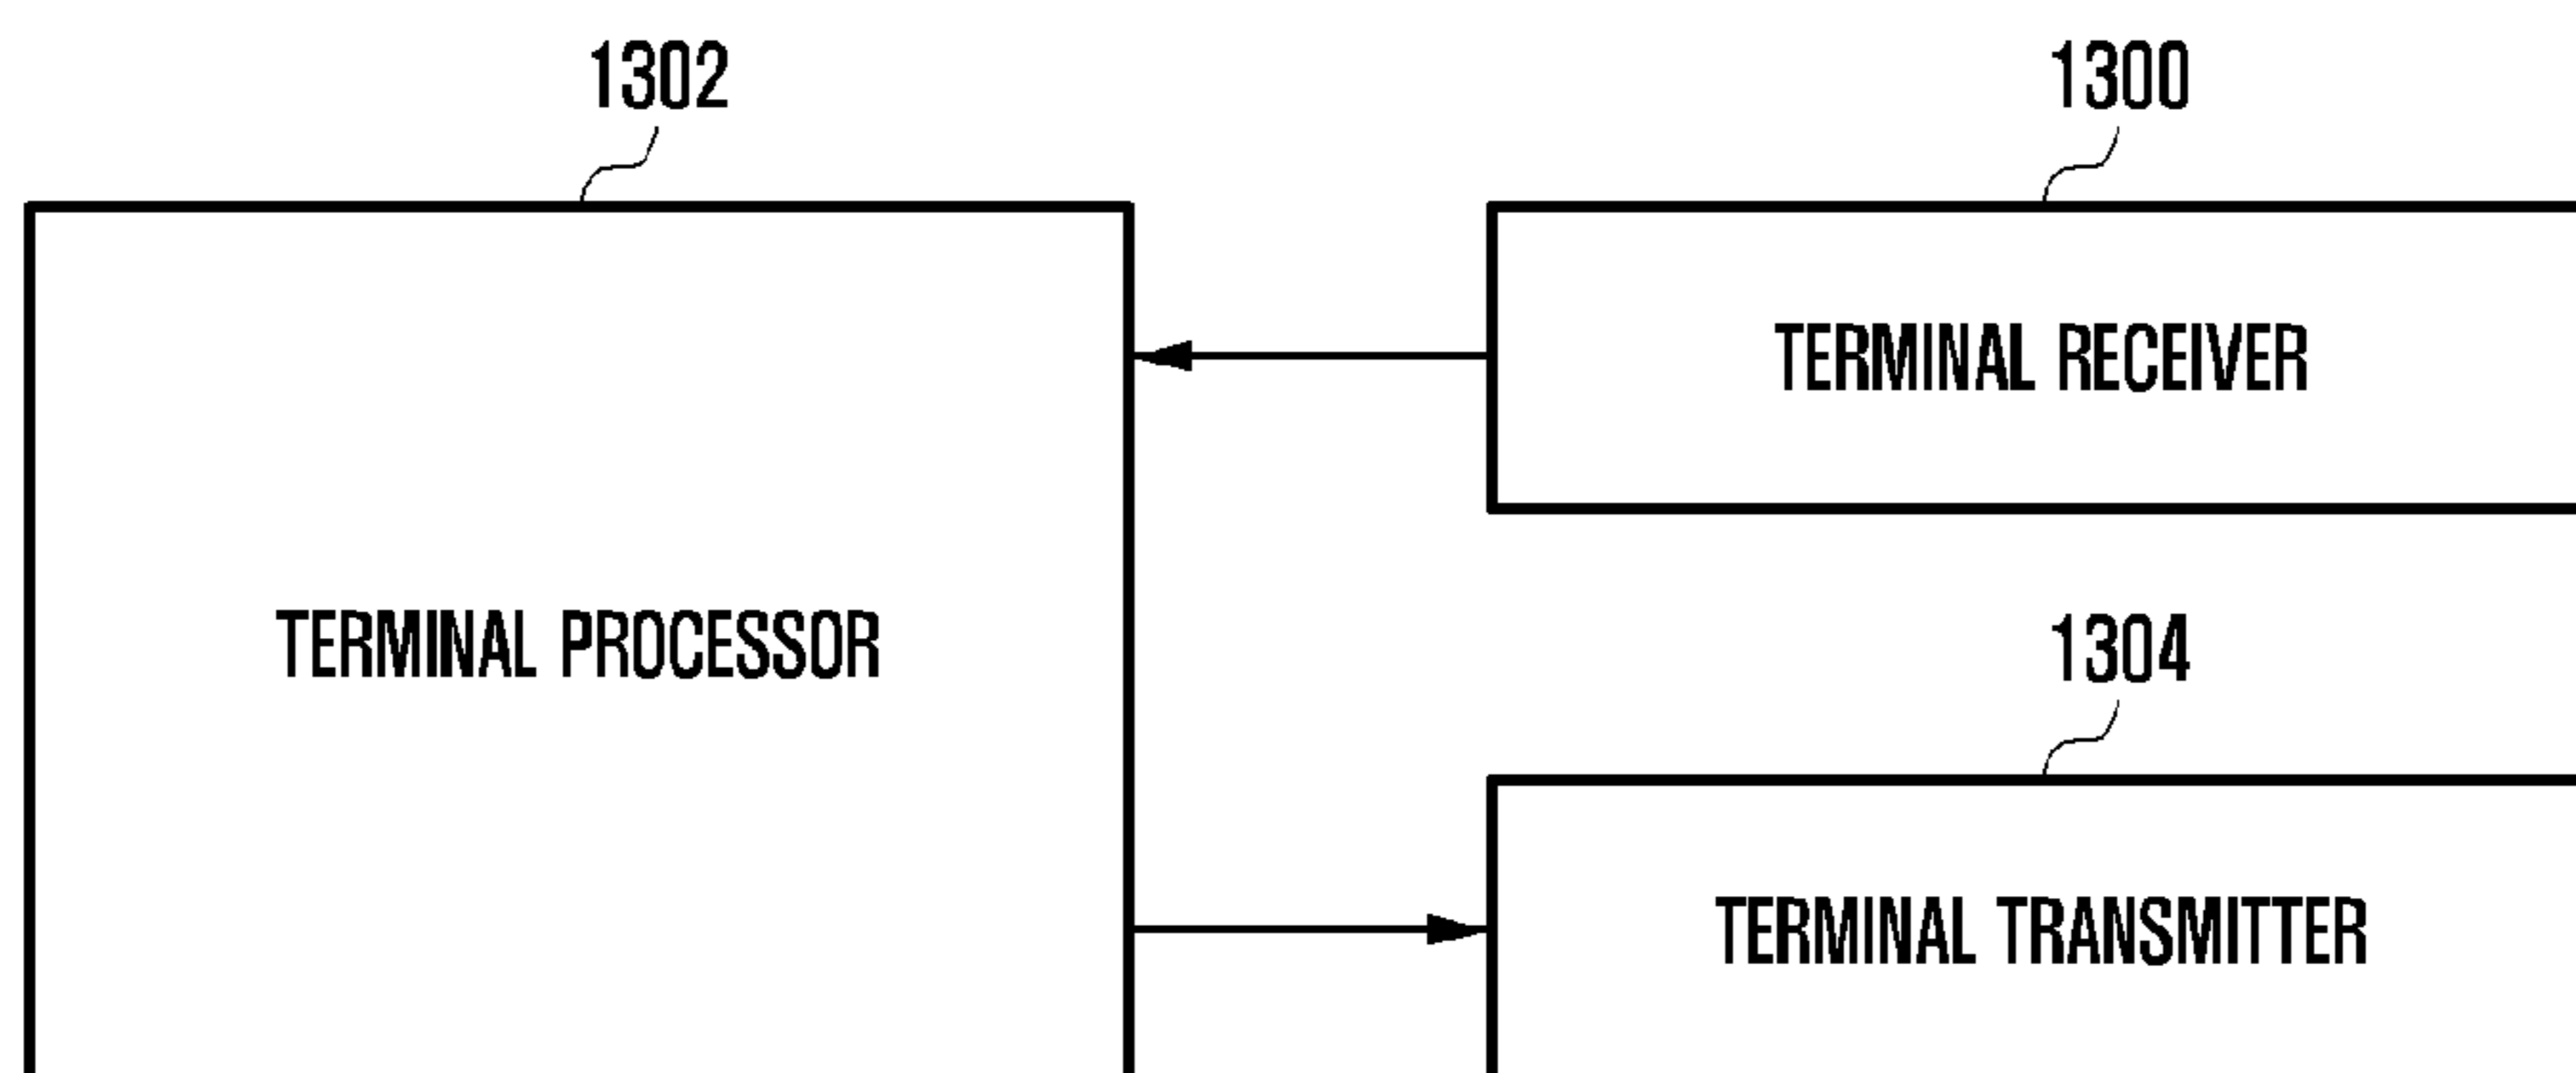 1302
1300
TERMINAL RECEIVER
TERMINAL PROCESSOR
1304
TERMINAL TRANSMITTER